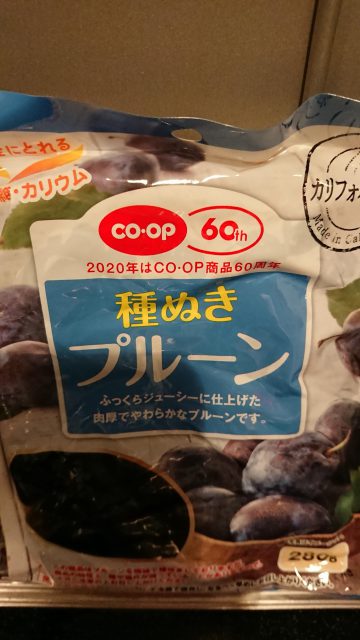 にとれる
・カリウム
CO・OP
60th
カリフォ
Made in Cal
2020年はCO・OP商品60周年
種ぬき
プルーン
ふっくらジューシーに仕上げた
肉厚でやわらかなプルーンです。
280g